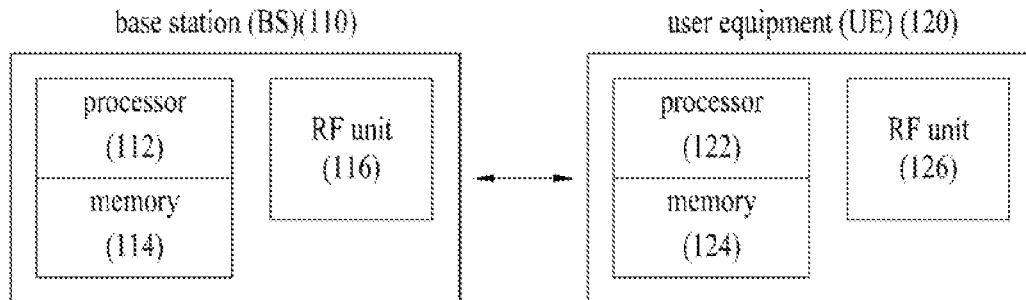 base station (BS)(110)
processor
(112)
memory
(114)
RF unit
(116)
user equipment (UE) (120)
processor
(122)
memory
(124)
RF unit
(126)